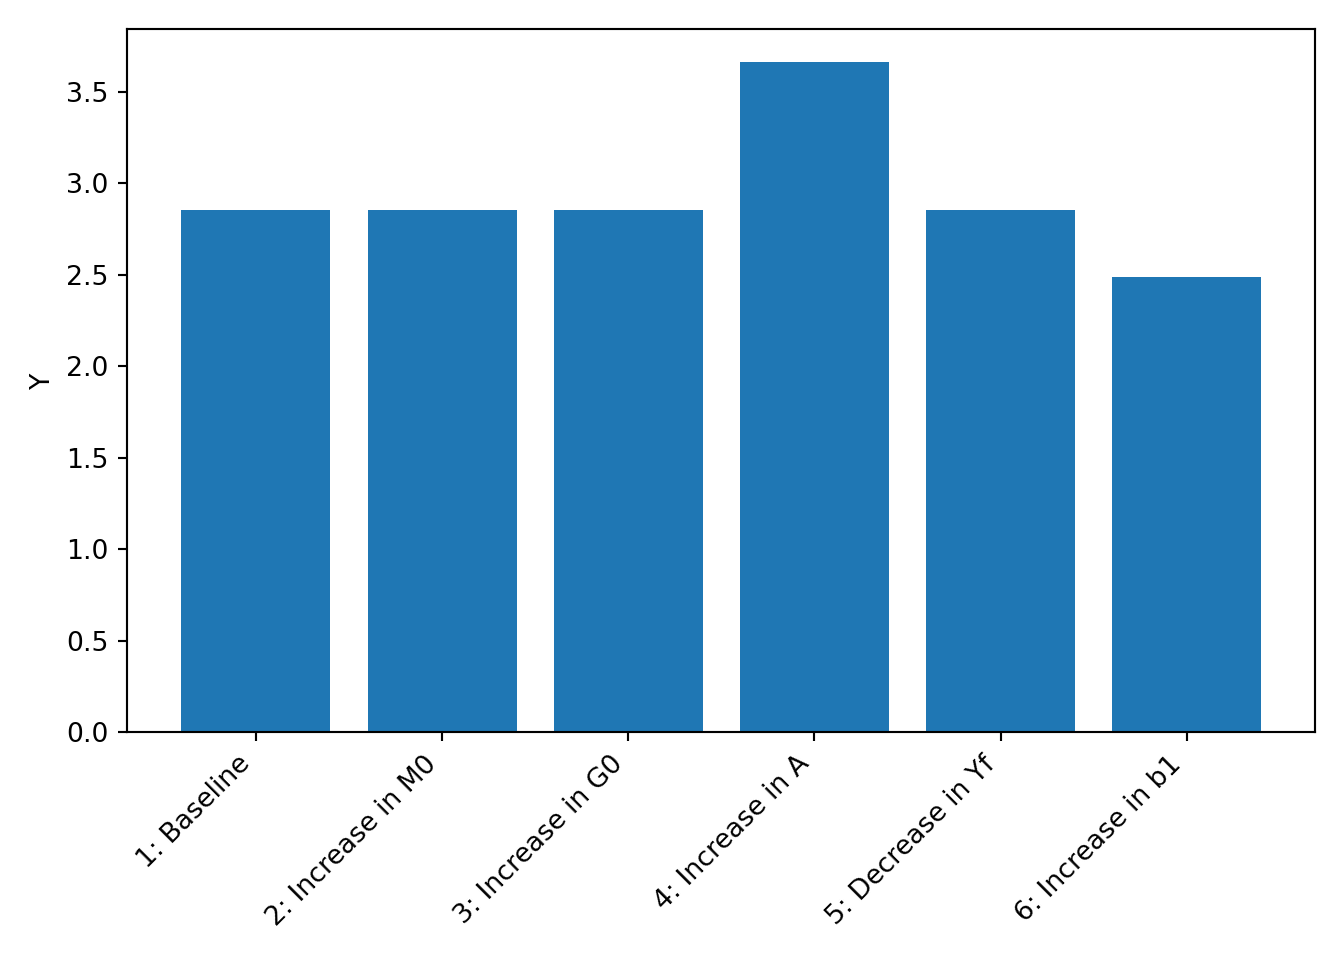 3.5
3.0
2.5
2.0
1.5
1.0
0.5
0.0
Y
1: Baseline
2: Increase in M0
3: Increase in G0
4: Increase in A
5: Decrease in Yf
6: Increase in b1